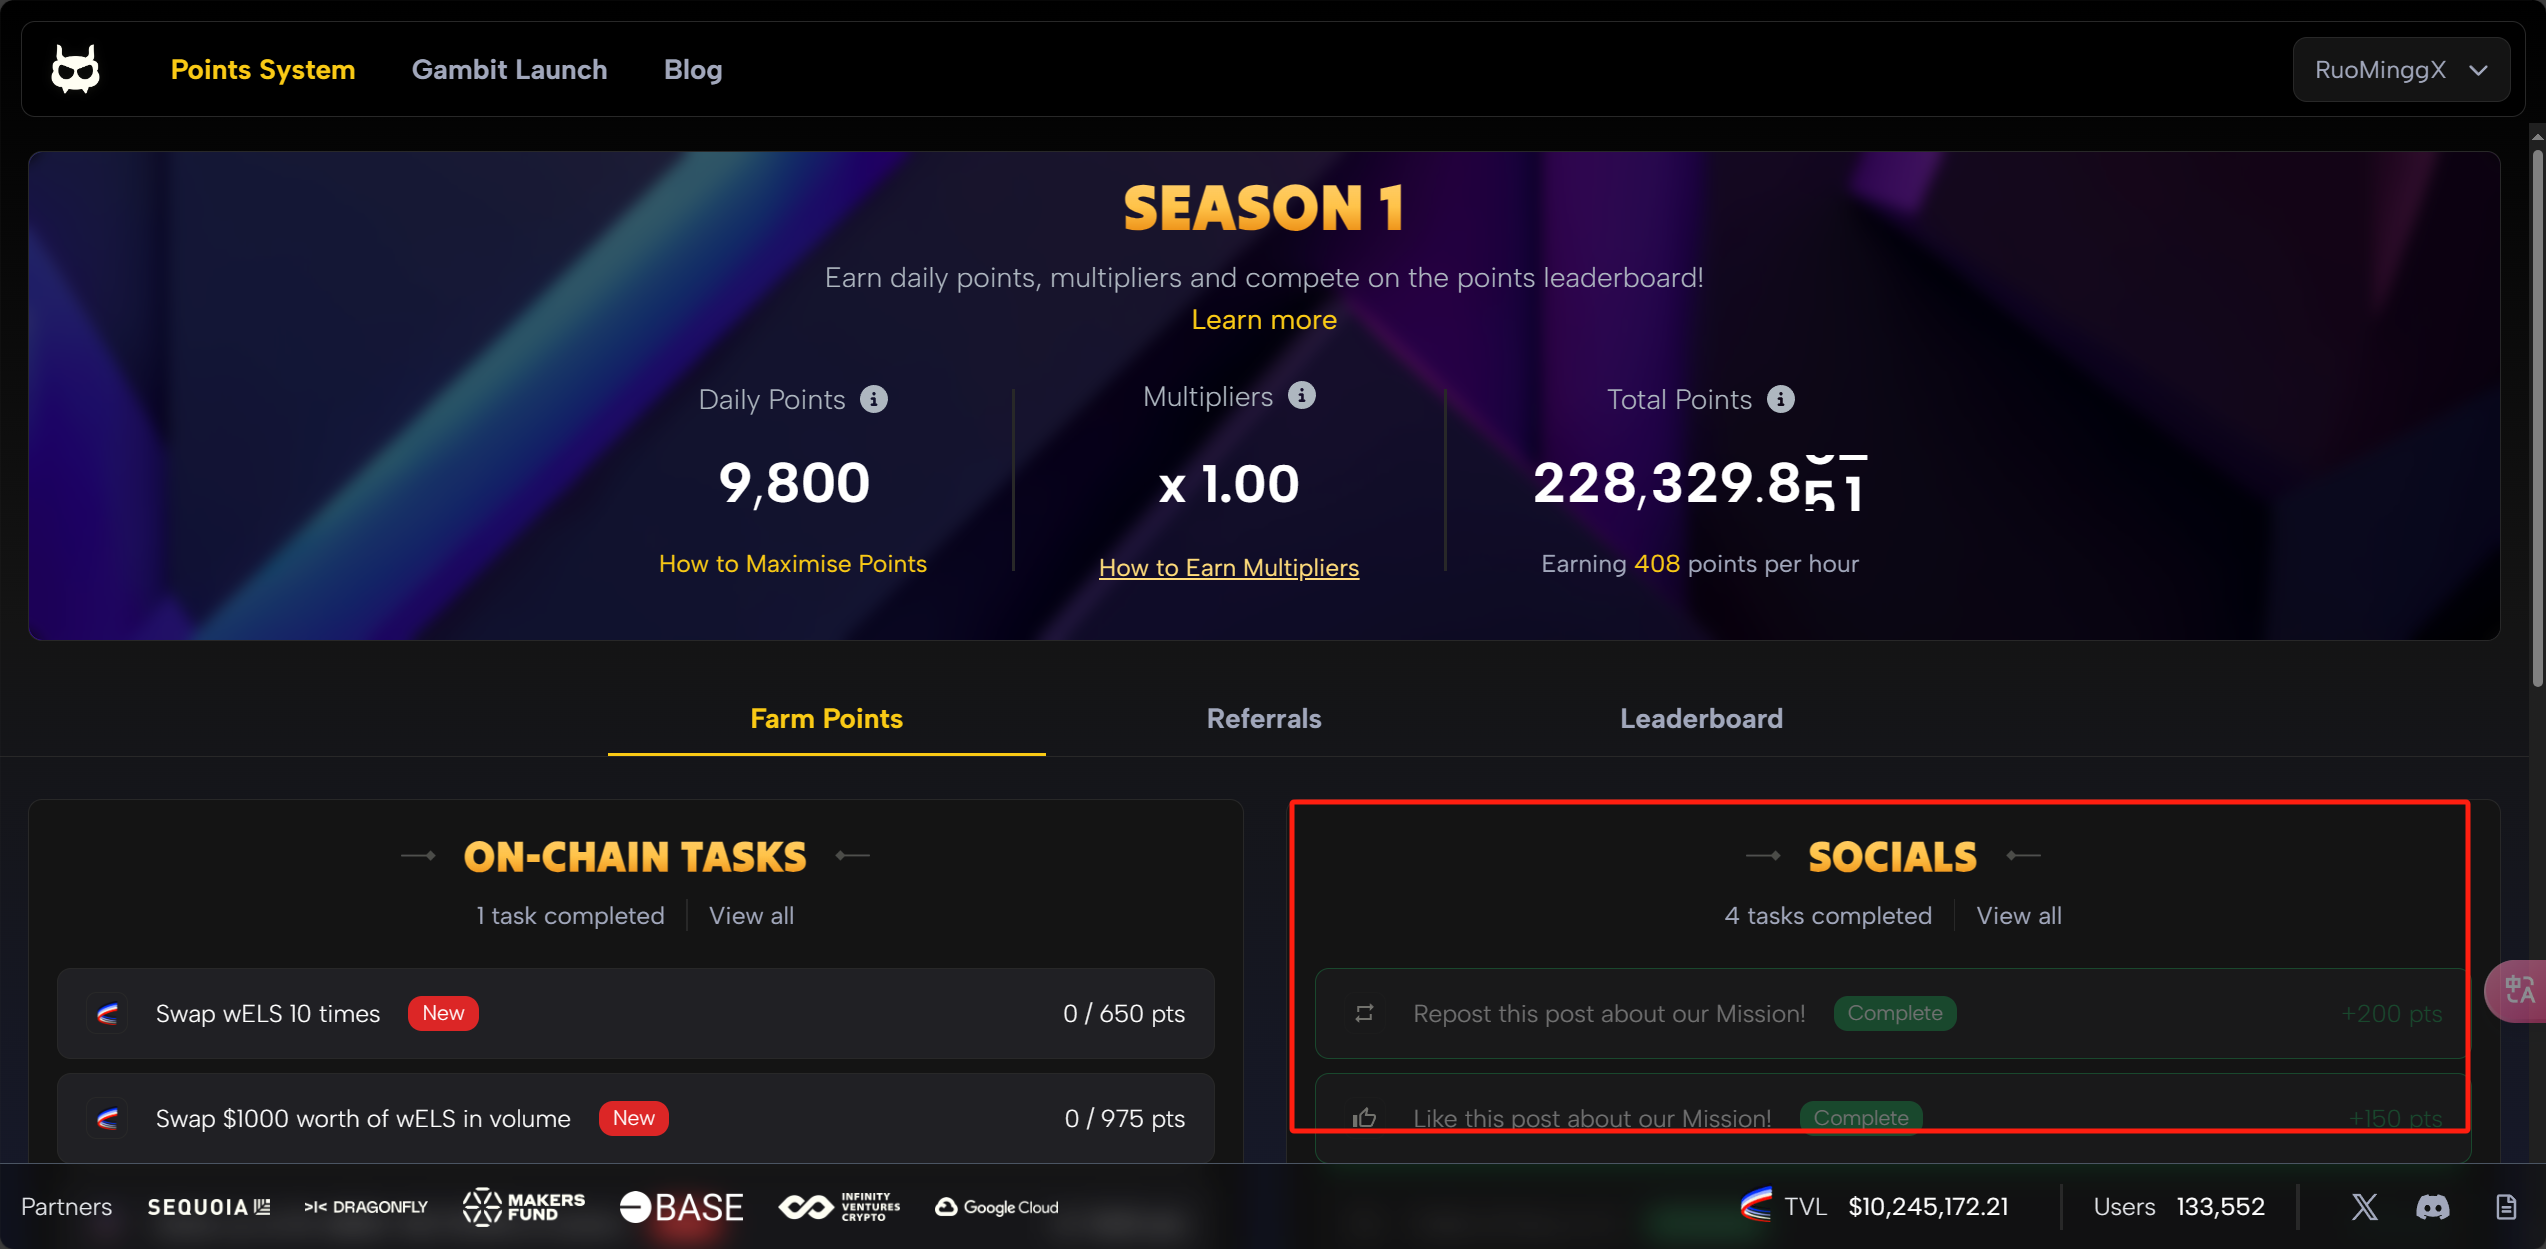 Points System
Gambit Launch
Blog
RuoMinggX
SEASON 1
Earn daily points, multipliers and compete on the points leaderboard!
Learn more
Daily Points
Multipliers
Total Points
9,800
x 1.00
228,329.851
How to Maximise Points
How to Earn Multipliers
Earning 408 points per hour
Farm Points
Referrals
Leaderboard
ON-CHAIN TASKS
1 task completed
View all
Swap wELS 10 times
New
0 / 650 pts
Swap $1000 worth of wELS in volume
New
0 / 975 pts
SOCIALS
4 tasks completed
View all
Repost this post about our Mission!
Complete
+200 pts
Like this post about our Mission!
Complete
+150 pts
中
A
Partners
SEQUOIA
DRAGONFLY
MAKERS
FUND
BASE
INFINITY
VENTURES
CRYPTO
Google Cloud
TVL $10,245,172.21
Users 133,552